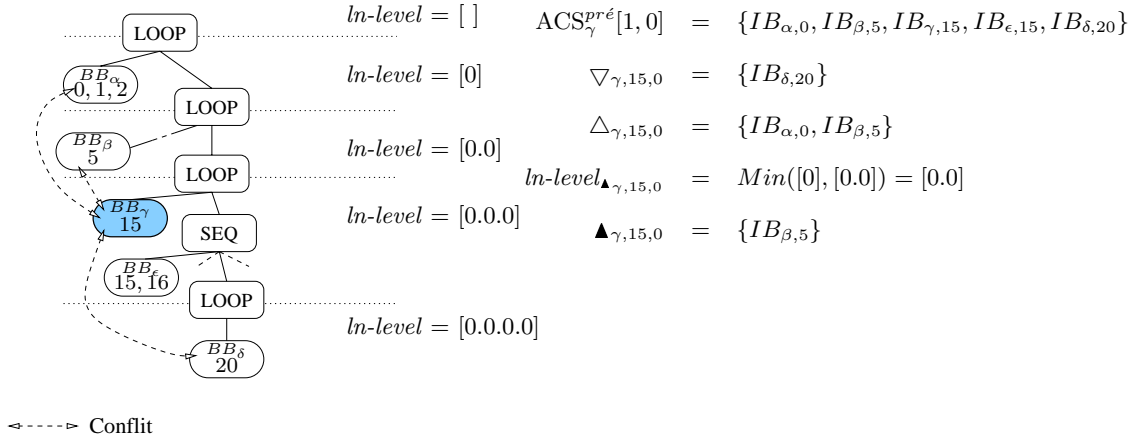 LOOP
BB_α
0, 1, 2
LOOP
BB_β
5
LOOP
BB_γ
15
SEQ
BB_ϵ
15, 16
LOOP
BB_δ
20
Conflit
ln-level = [ ]
ln-level = [0]
ln-level = [0.0]
ln-level = [0.0.0]
ln-level = [0.0.0.0]
ACS_γ^{pré}[1, 0] = {IB_{α,0}, IB_{β,5}, IB_{γ,15}, IB_{ϵ,15}, IB_{δ,20}}
▽_{γ,15,0} = {IB_{δ,20}}
△_{γ,15,0} = {IB_{α,0}, IB_{β,5}}
ln-level_{▲_{γ,15,0}} = Min([0], [0.0]) = [0.0]
▲_{γ,15,0} = {IB_{β,5}}